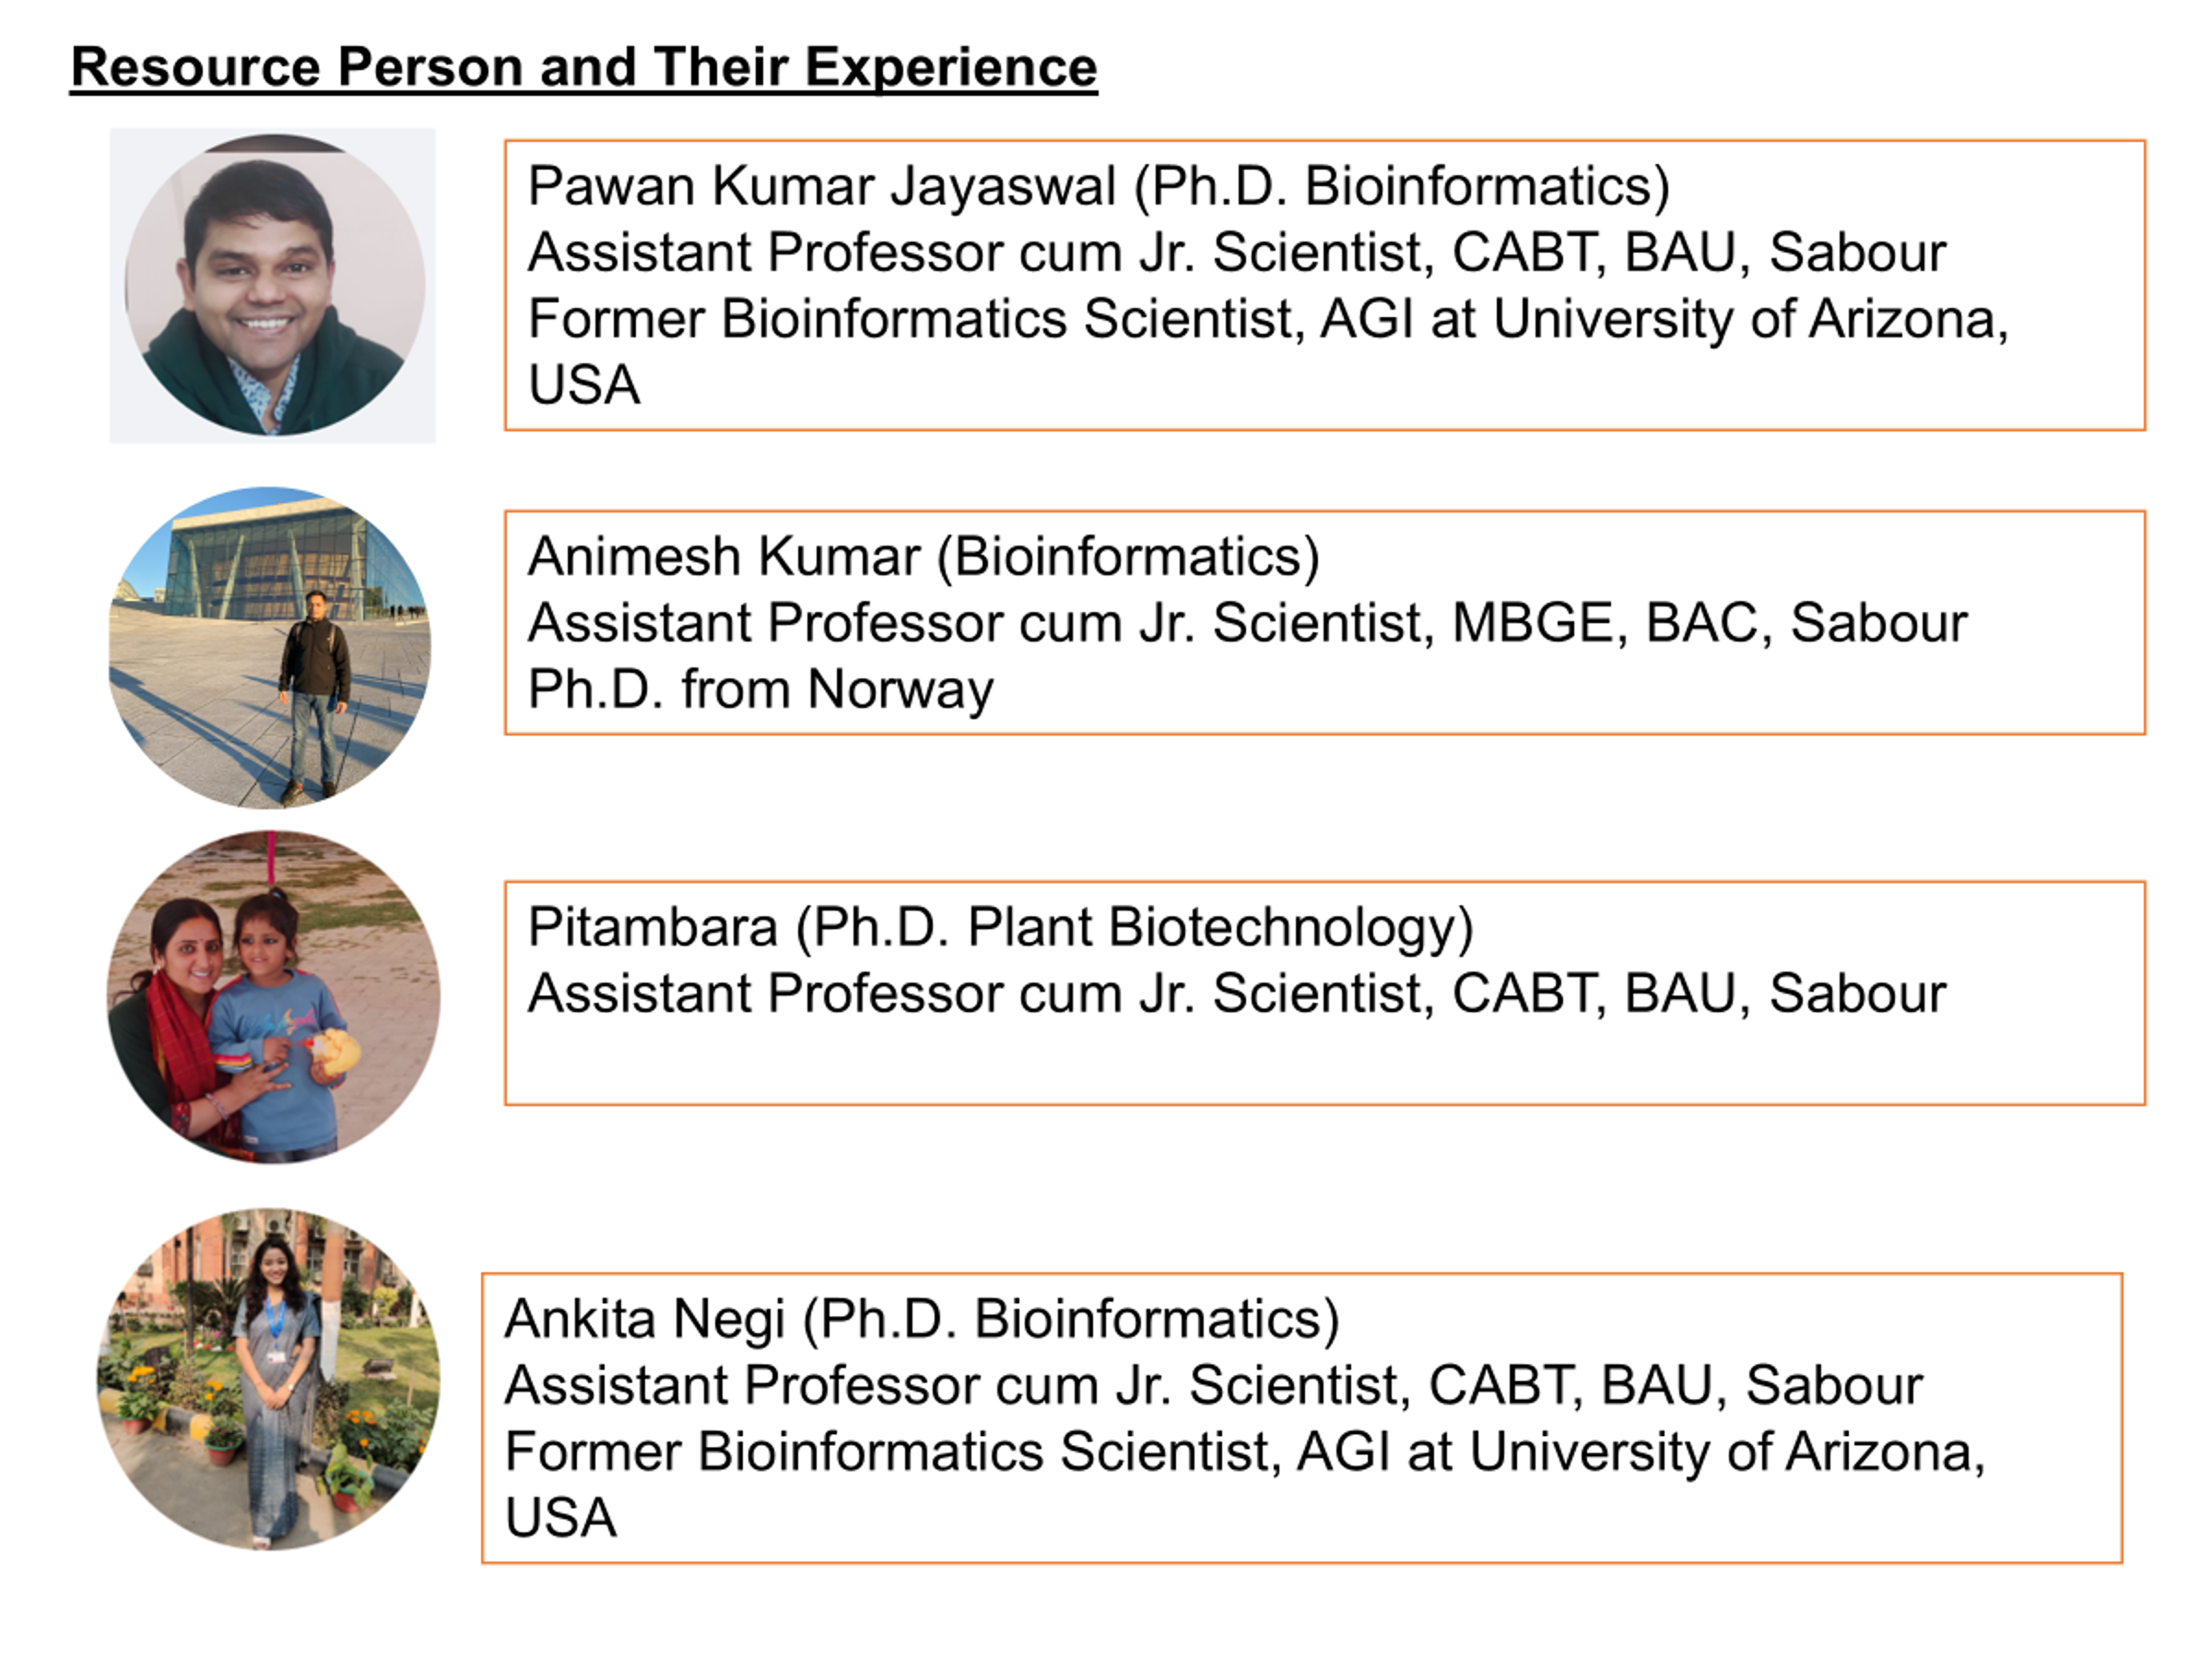 Resource Person and Their Experience
Pawan Kumar Jayaswal (Ph.D. Bioinformatics)
Assistant Professor cum Jr. Scientist, CABT, BAU, Sabour
Former Bioinformatics Scientist, AGI at University of Arizona,
USA
Animesh Kumar (Bioinformatics)
Assistant Professor cum Jr. Scientist, MBGE, BAC, Sabour
Ph.D. from Norway
Pitambara (Ph.D. Plant Biotechnology)
Assistant Professor cum Jr. Scientist, CABT, BAU, Sabour
Ankita Negi (Ph.D. Bioinformatics)
Assistant Professor cum Jr. Scientist, CABT, BAU, Sabour
Former Bioinformatics Scientist, AGI at University of Arizona,
USA